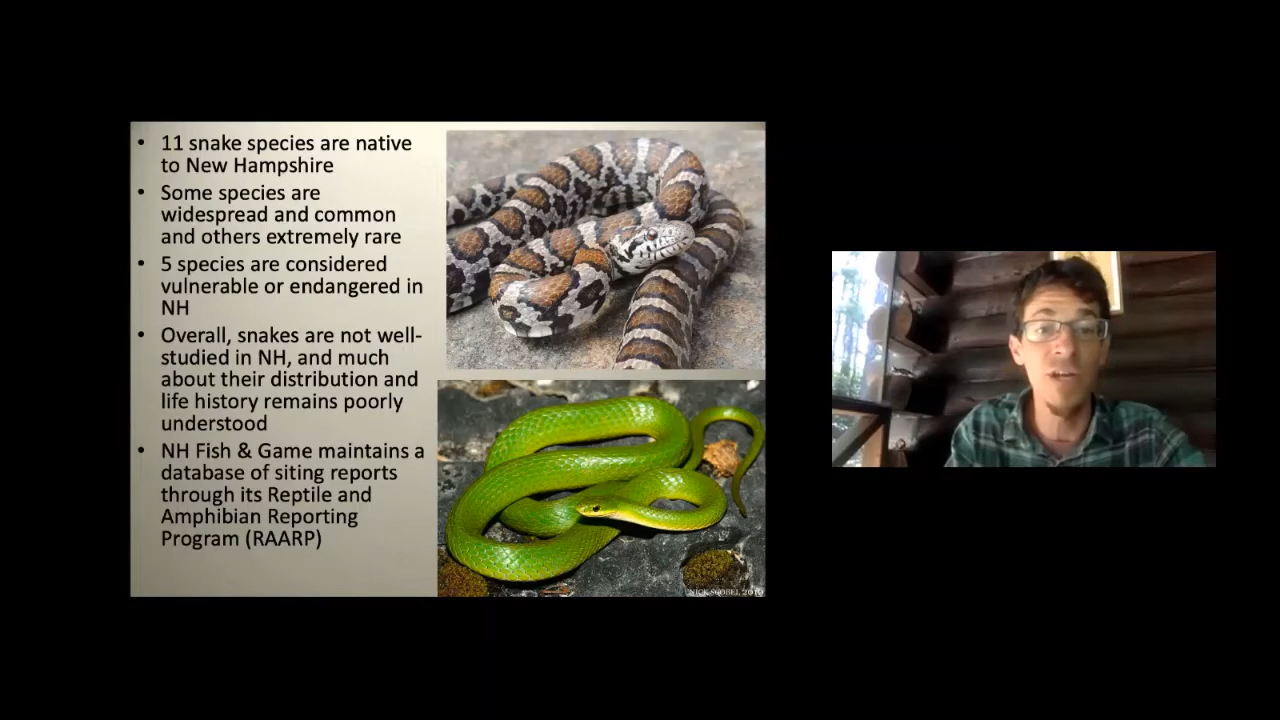 • 11 snake species are native
to New Hampshire
• Some species are
widespread and common
and others extremely rare
• 5 species are considered
vulnerable or endangered in
NH
• Overall, snakes are not well-
studied in NH, and much
about their distribution and
life history remains poorly
understood
• NH Fish & Game maintains a
database of siting reports
through its Reptile and
Amphibian Reporting
Program (RAARP)
NICK SCOBEL 2010